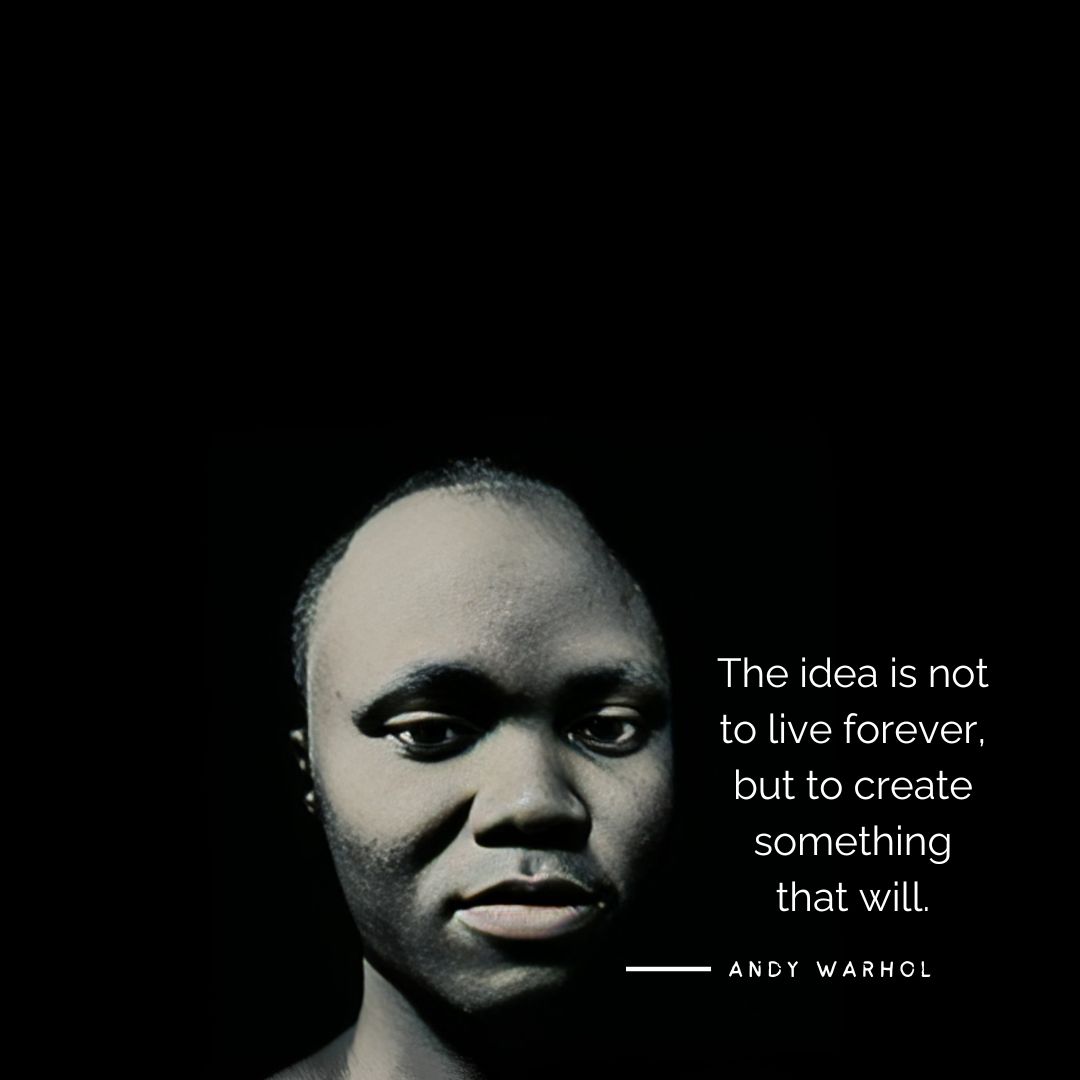 The idea is not
to live forever,
but to create
something
that will.
ANDY WARHOL